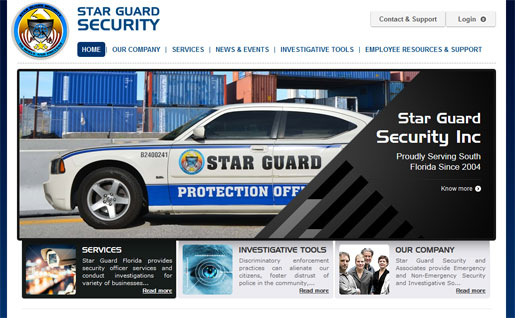 STAR GUARD
SECURITY
Contact & Support
Login
HOME
OUR COMPANY
SERVICES
NEWS & EVENTS
INVESTIGATIVE TOOLS
EMPLOYEE RESOURCES & SUPPORT
B2400241
STAR GUARD
PROTECTION OFFI
Star Guard
Security Inc
Proudly Serving South
Florida Since 2004
Know more
SERVICES
Star Guard Florida provides
security officer services and
conduct investigations for
variety of businesses...
Read more
INVESTIGATIVE TOOLS
Discriminatory enforcement
practices can alienate our
citizens, foster distrust of
police in the community,...
Read more
OUR COMPANY
Star Guard Security and
Associates provide Emergency
and Non-Emergency Security
and Investigative So...
Read more